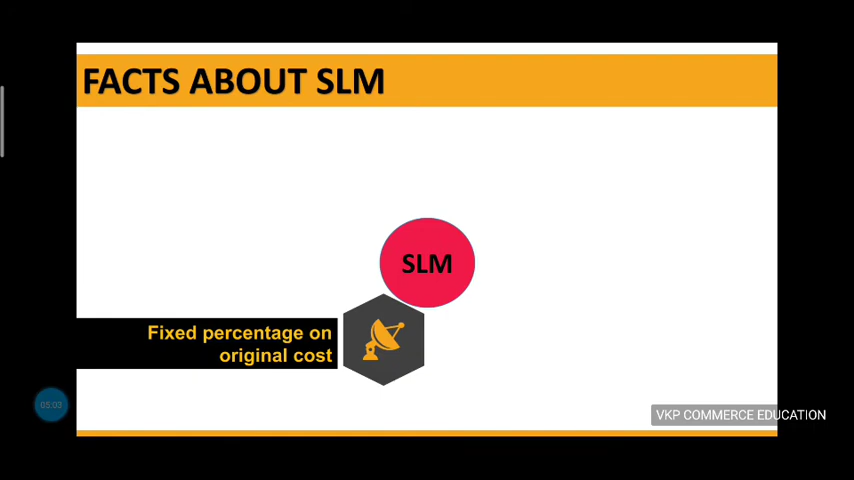 FACTS ABOUT SLM
SLM
Fixed percentage on
original cost
05:03
VKP COMMERCE EDUCATION